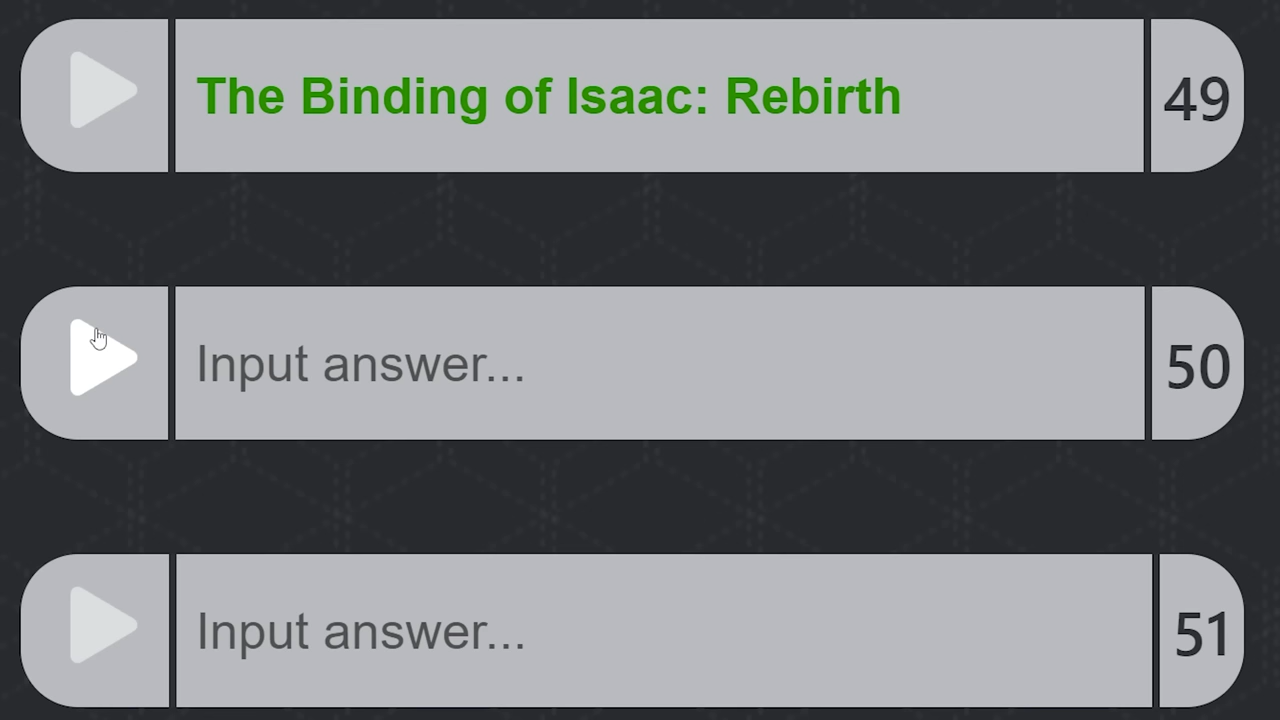 The Binding of Isaac: Rebirth 49
Input answer... 50
Input answer... 51